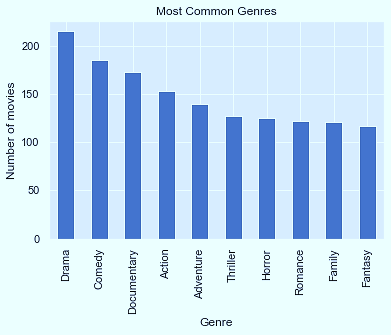 Most Common Genres
Number of movies
200
150
100
50
0
Drama
Comedy
Documentary
Action
Adventure
Thriller
Horror
Romance
Family
Fantasy
Genre